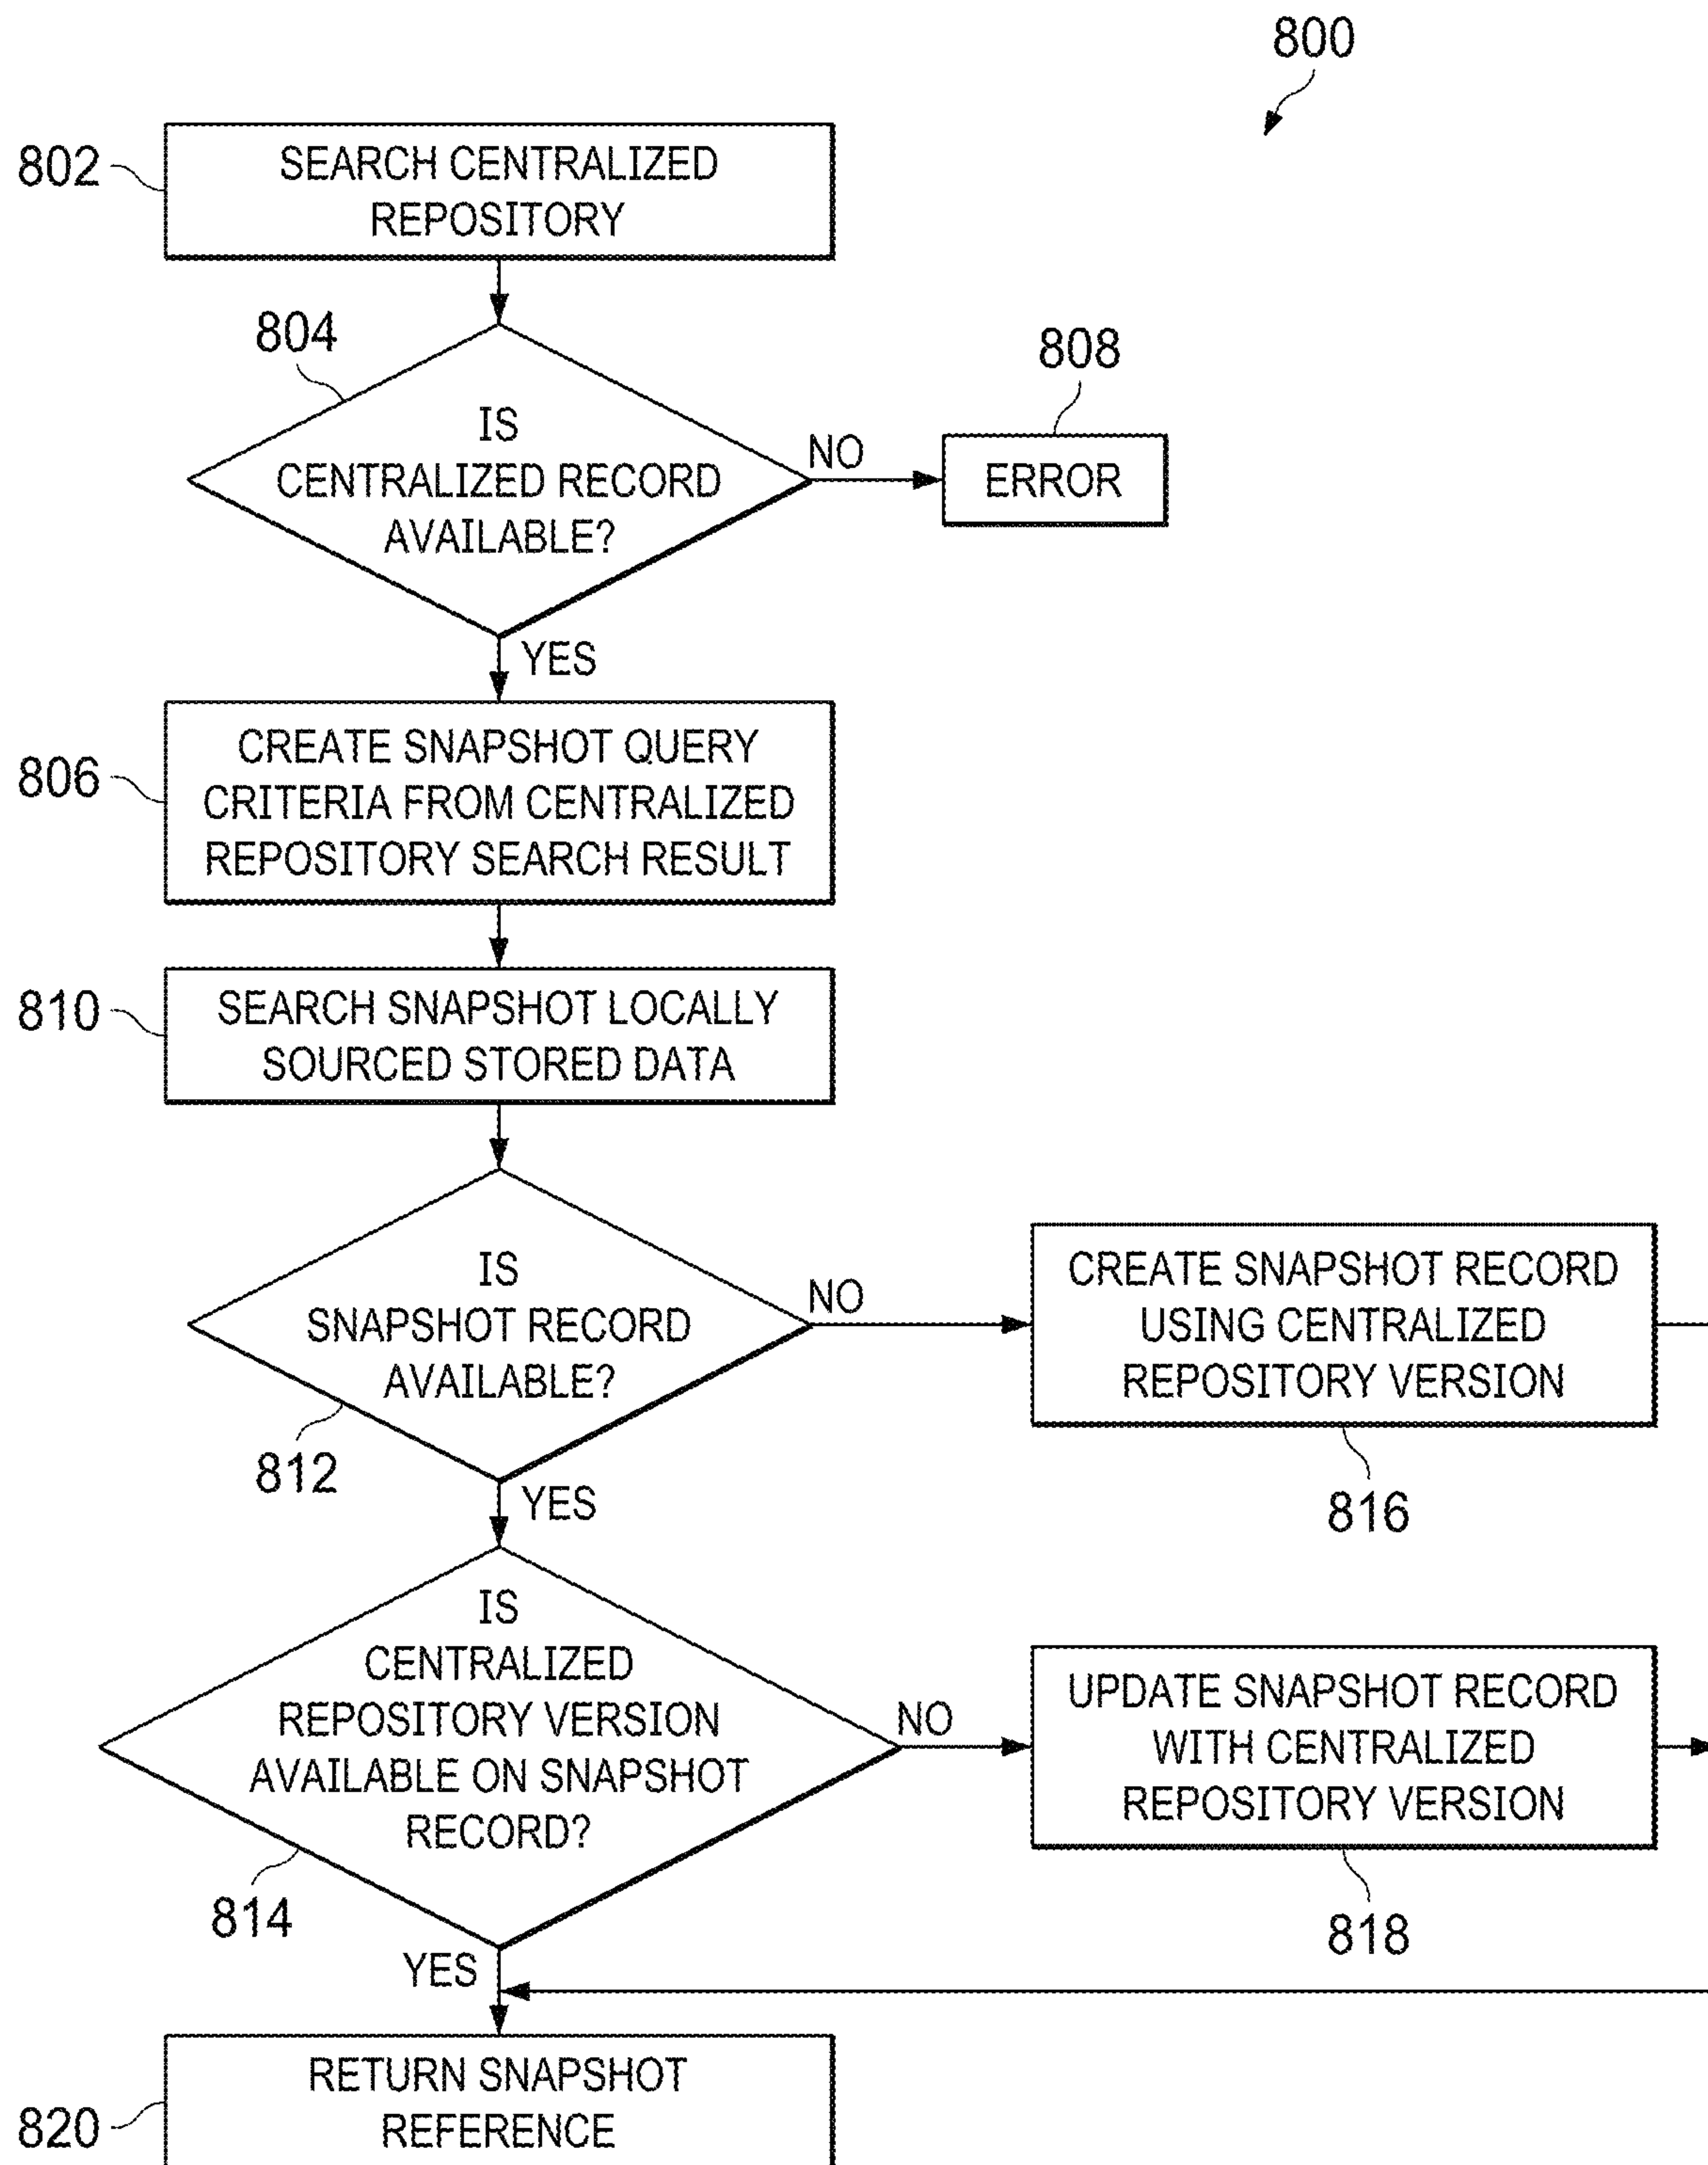 800
802
SEARCH CENTRALIZED
REPOSITORY
804
IS
CENTRALIZED RECORD
AVAILABLE?
NO
808
ERROR
YES
806
CREATE SNAPSHOT QUERY
CRITERIA FROM CENTRALIZED
REPOSITORY SEARCH RESULT
810
SEARCH SNAPSHOT LOCALLY
SOURCED STORED DATA
IS
SNAPSHOT RECORD
AVAILABLE?
812
NO
CREATE SNAPSHOT RECORD
USING CENTRALIZED
REPOSITORY VERSION
816
YES
IS
CENTRALIZED
REPOSITORY VERSION
AVAILABLE ON SNAPSHOT
RECORD?
814
NO
UPDATE SNAPSHOT RECORD
WITH CENTRALIZED
REPOSITORY VERSION
818
YES
820
RETURN SNAPSHOT
REFERENCE